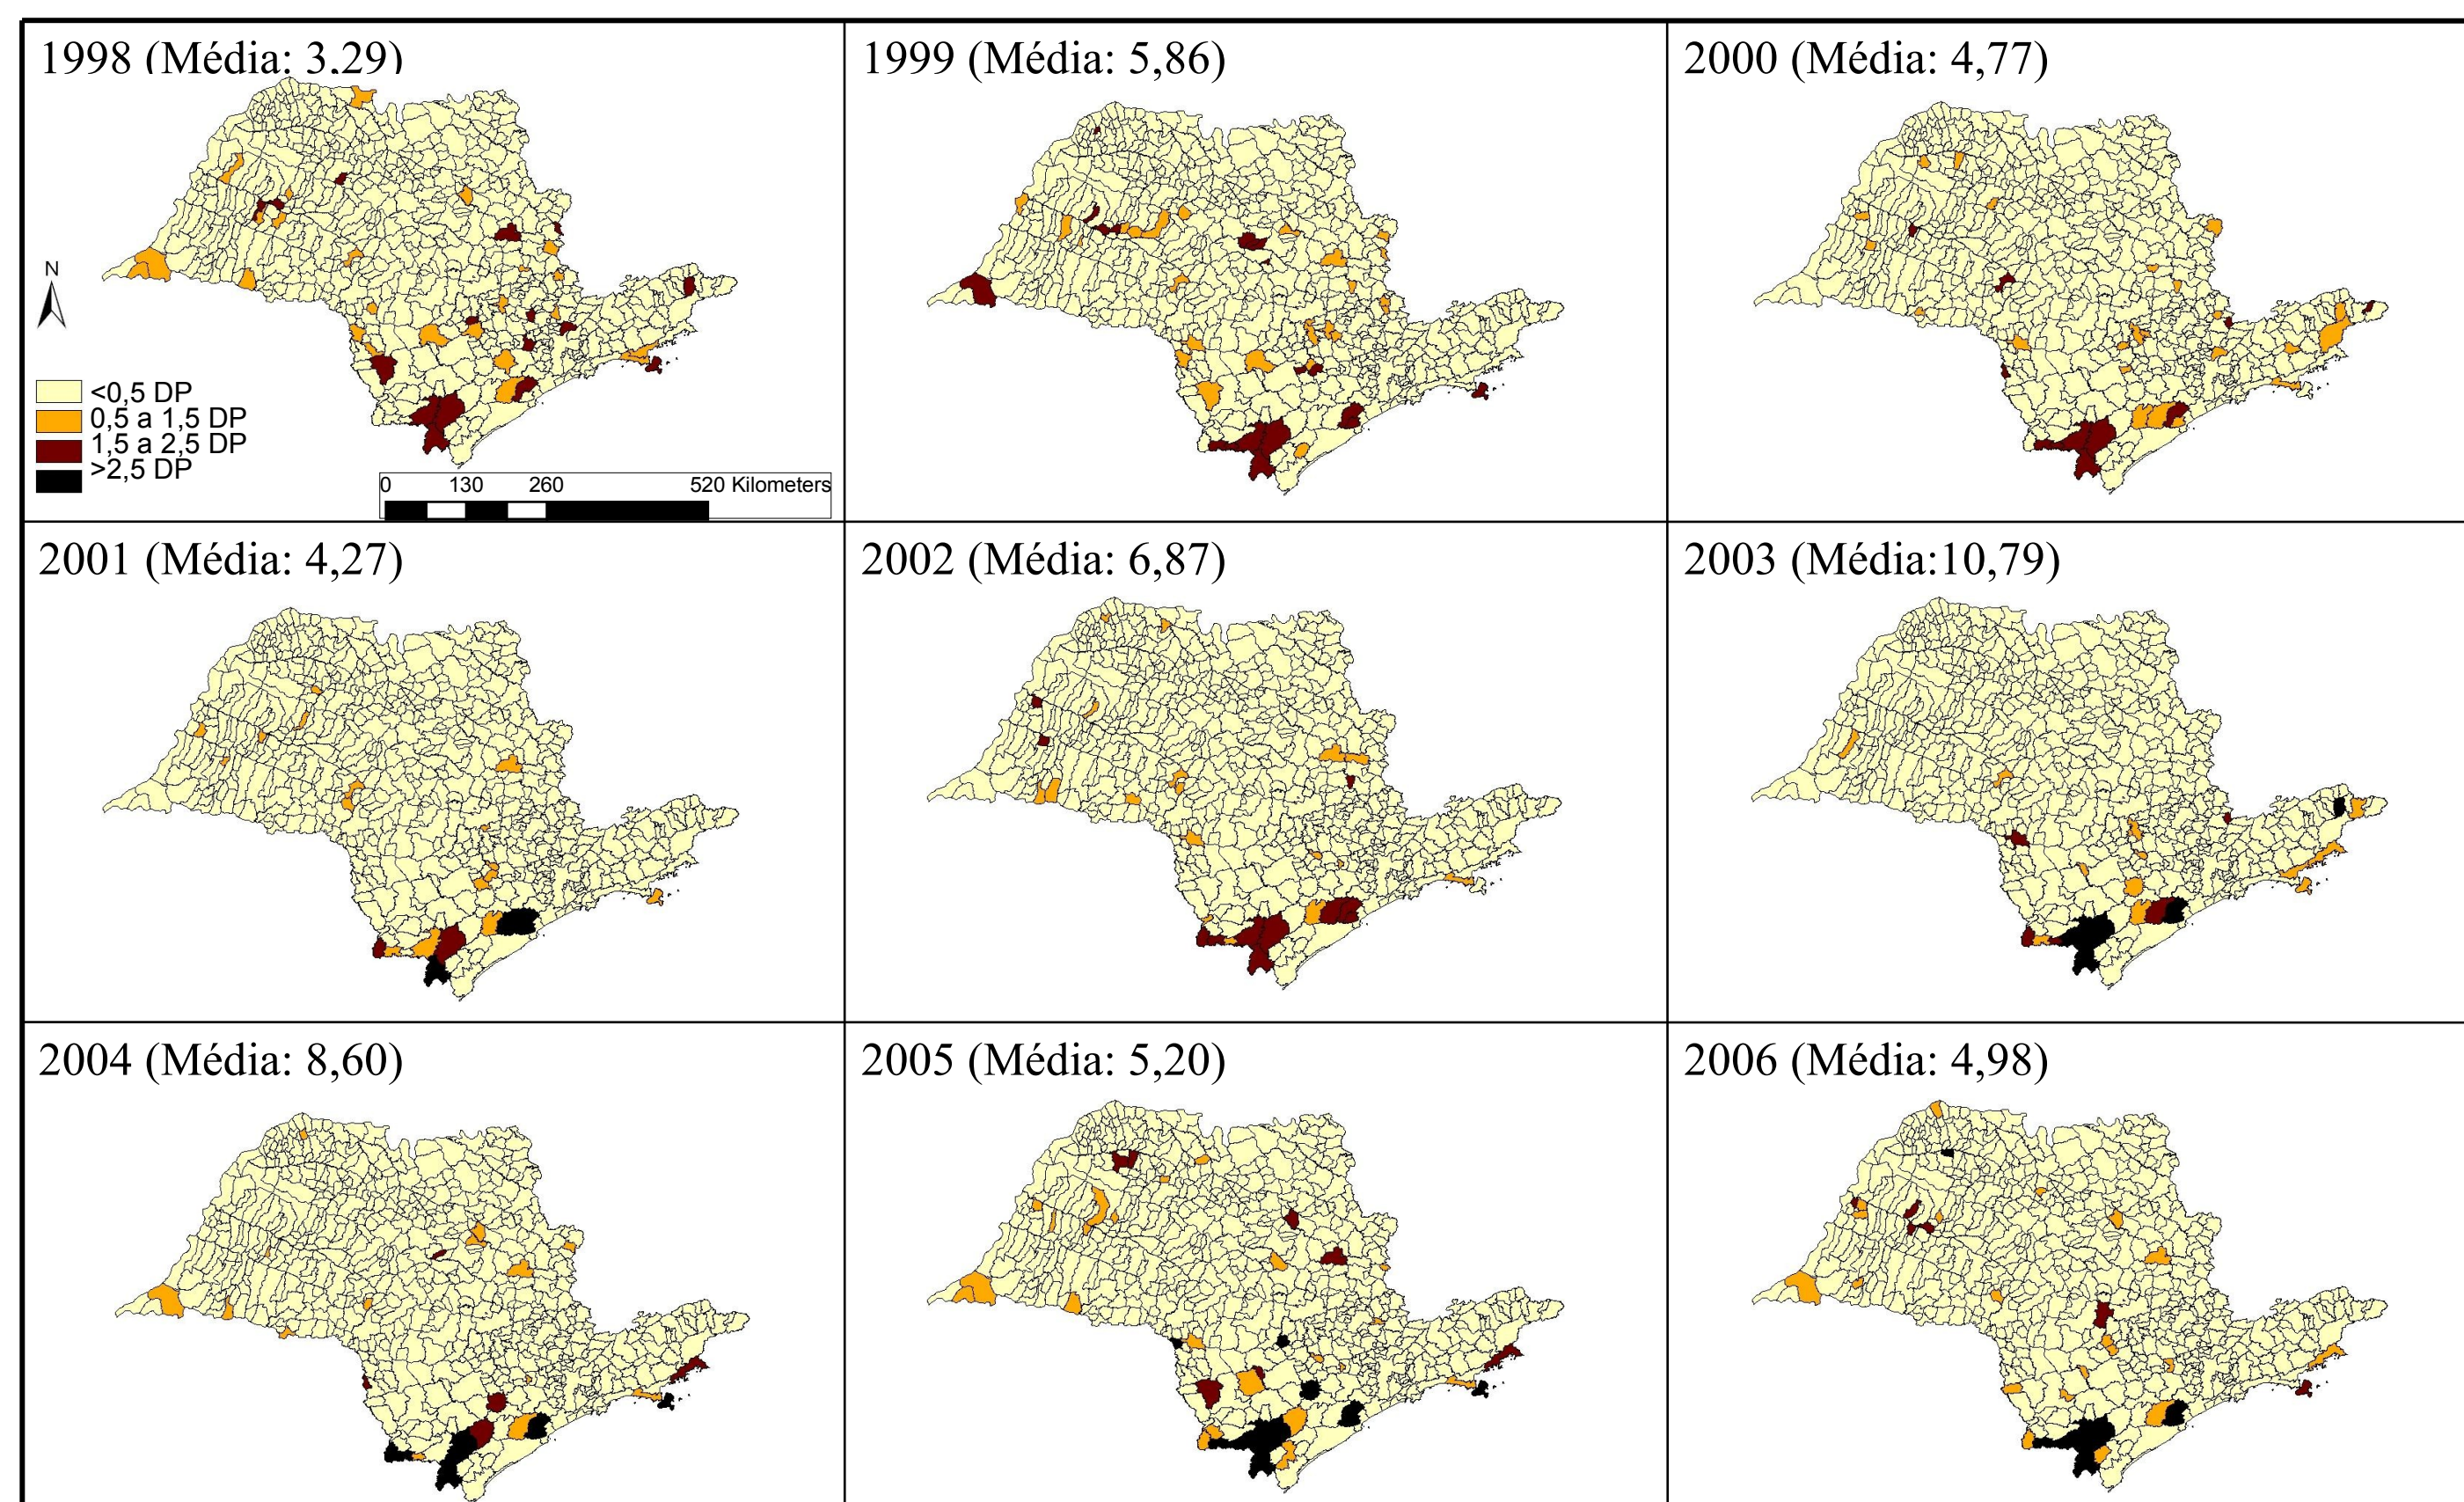 1998 (Média: 3,29)
1999 (Média: 5,86)
2000 (Média: 4,77)
N
<0,5 DP
0,5 a 1,5 DP
1,5 a 2,5 DP
>2,5 DP
0 130 260 520 Kilometers
2001 (Média: 4,27)
2002 (Média: 6,87)
2003 (Média:10,79)
2004 (Média: 8,60)
2005 (Média: 5,20)
2006 (Média: 4,98)